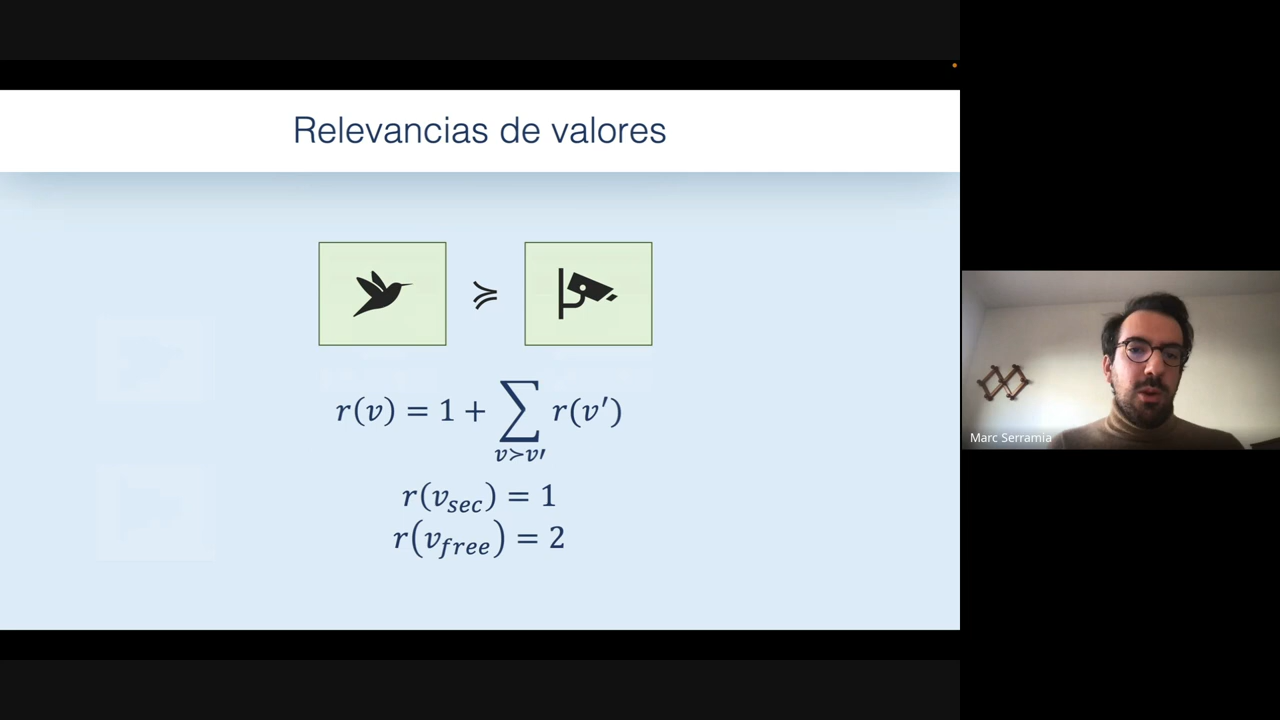 Relevancias de valores
≽
r(v) = 1 + ∑ r(v′)
v≻v′
r(v_sec) = 1
r(v_free) = 2
Marc Serramia